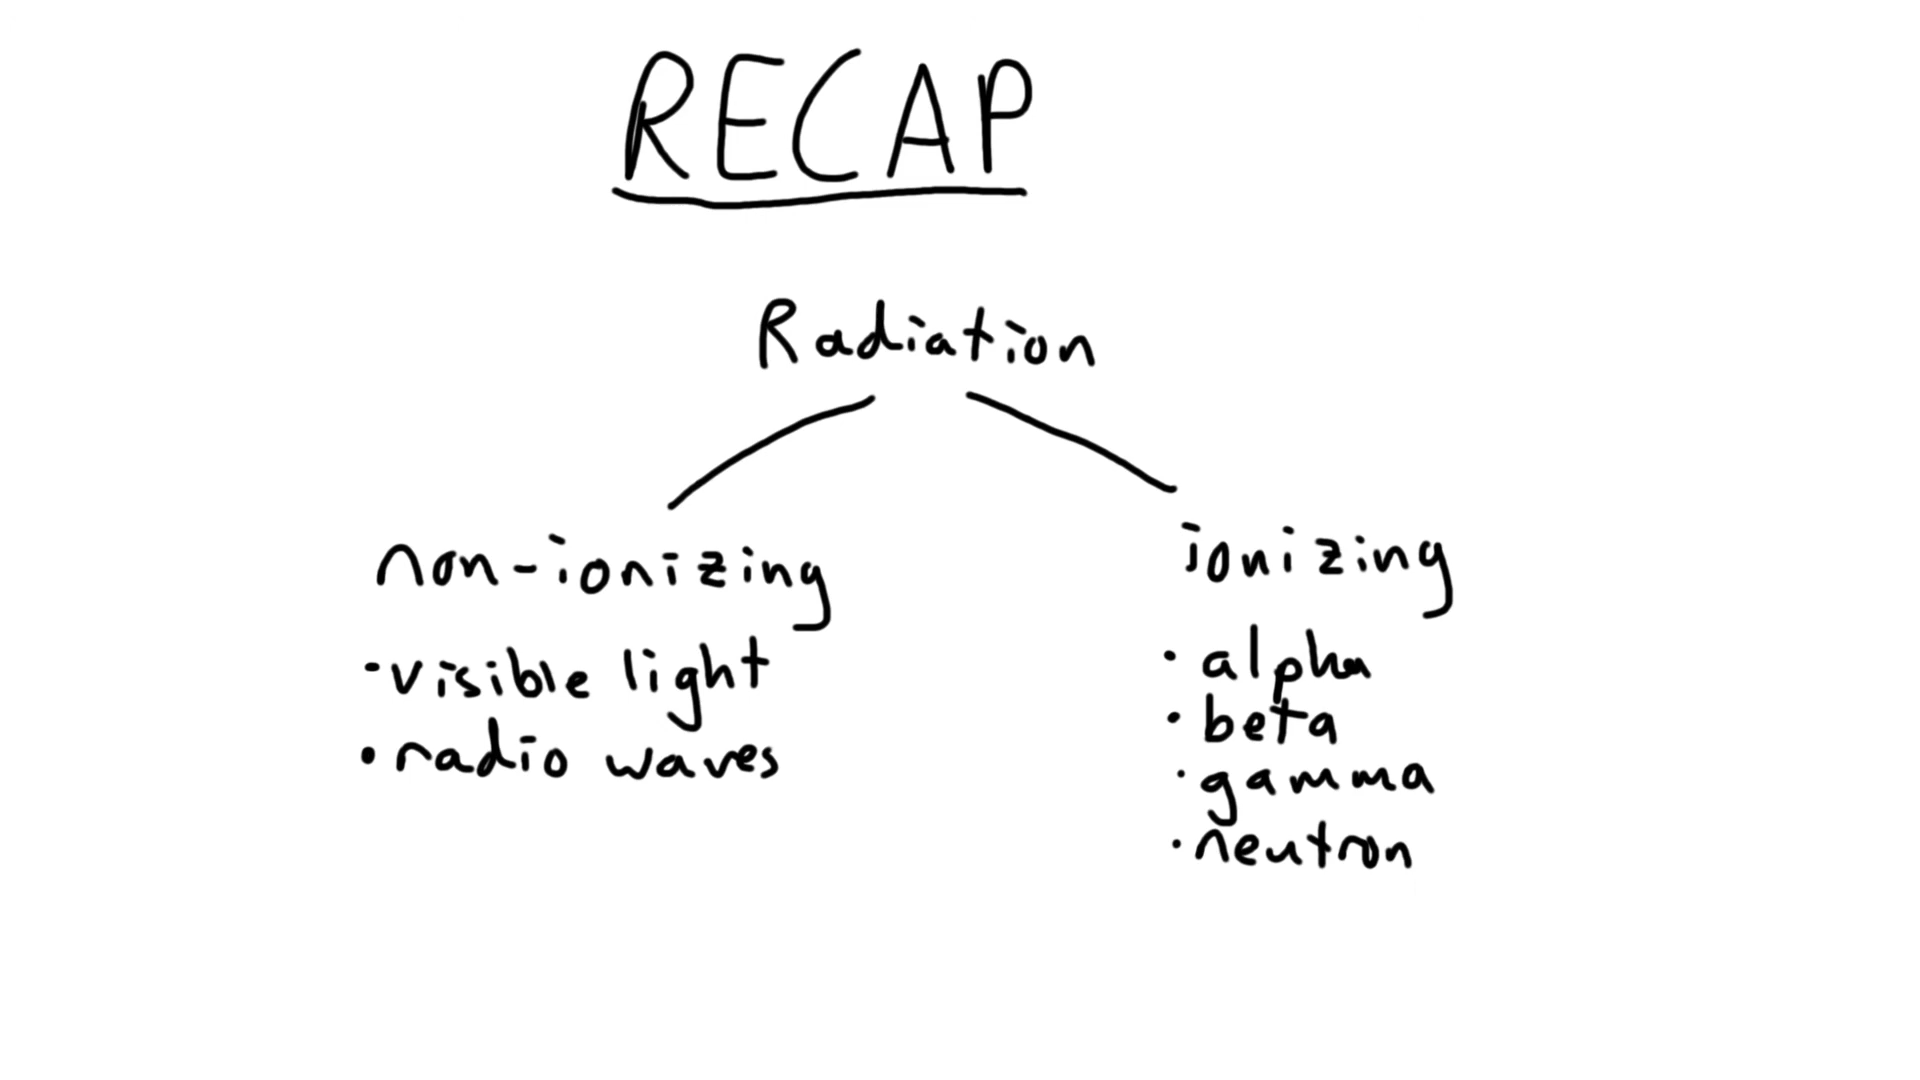 RECAP
Radiation
non-ionizing
• visible light
• radio waves
ionizing
• alpha
• beta
• gamma
• neutron